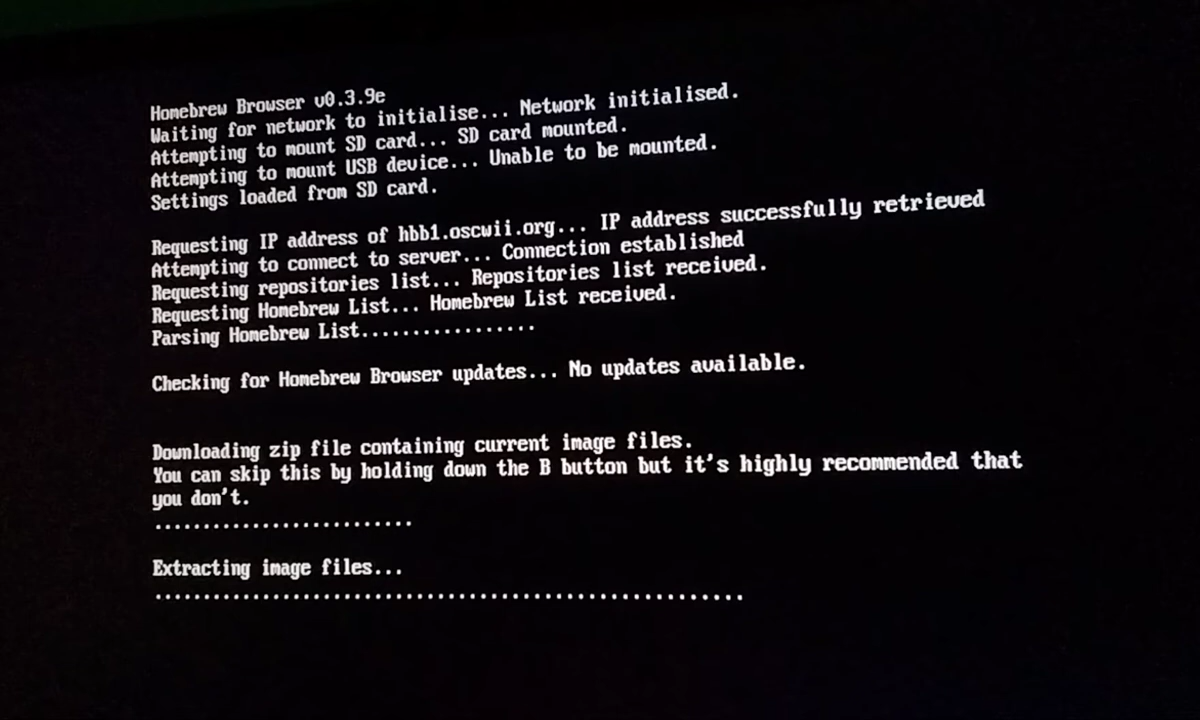 Homebrew Browser v0.3.9e
Waiting for network to initialise... Network initialised.
Attempting to mount SD card... SD card mounted.
Attempting to mount USB device... Unable to be mounted.
Settings loaded from SD card.
Requesting IP address of hbb1.oscwii.org... IP address successfully retrieved
Attempting to connect to server... Connection established
Requesting repositories list... Repositories list received.
Requesting Homebrew List... Homebrew List received.
Parsing Homebrew List.................
Checking for Homebrew Browser updates... No updates available.
Downloading zip file containing current image files.
You can skip this by holding down the B button but it's highly recommended that
you don't.
...........................
Extracting image files...
.............................................................